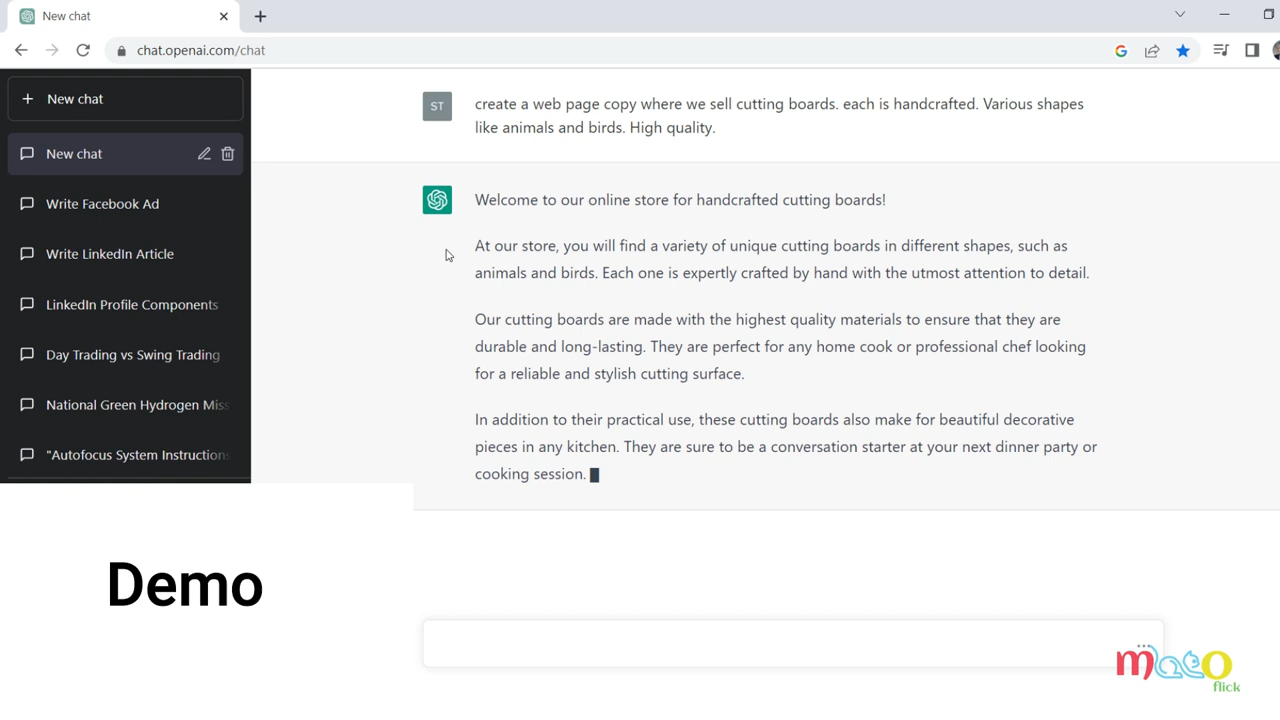 New chat
chat.openai.com/chat
New chat
New chat
Write Facebook Ad
Write LinkedIn Article
LinkedIn Profile Components
Day Trading vs Swing Trading
National Green Hydrogen Miss
"Autofocus System Instructions
ST
create a web page copy where we sell cutting boards. each is handcrafted. Various shapes
like animals and birds. High quality.
Welcome to our online store for handcrafted cutting boards!
At our store, you will find a variety of unique cutting boards in different shapes, such as
animals and birds. Each one is expertly crafted by hand with the utmost attention to detail.
Our cutting boards are made with the highest quality materials to ensure that they are
durable and long-lasting. They are perfect for any home cook or professional chef looking
for a reliable and stylish cutting surface.
In addition to their practical use, these cutting boards also make for beautiful decorative
pieces in any kitchen. They are sure to be a conversation starter at your next dinner party or
cooking session.
Demo
flick